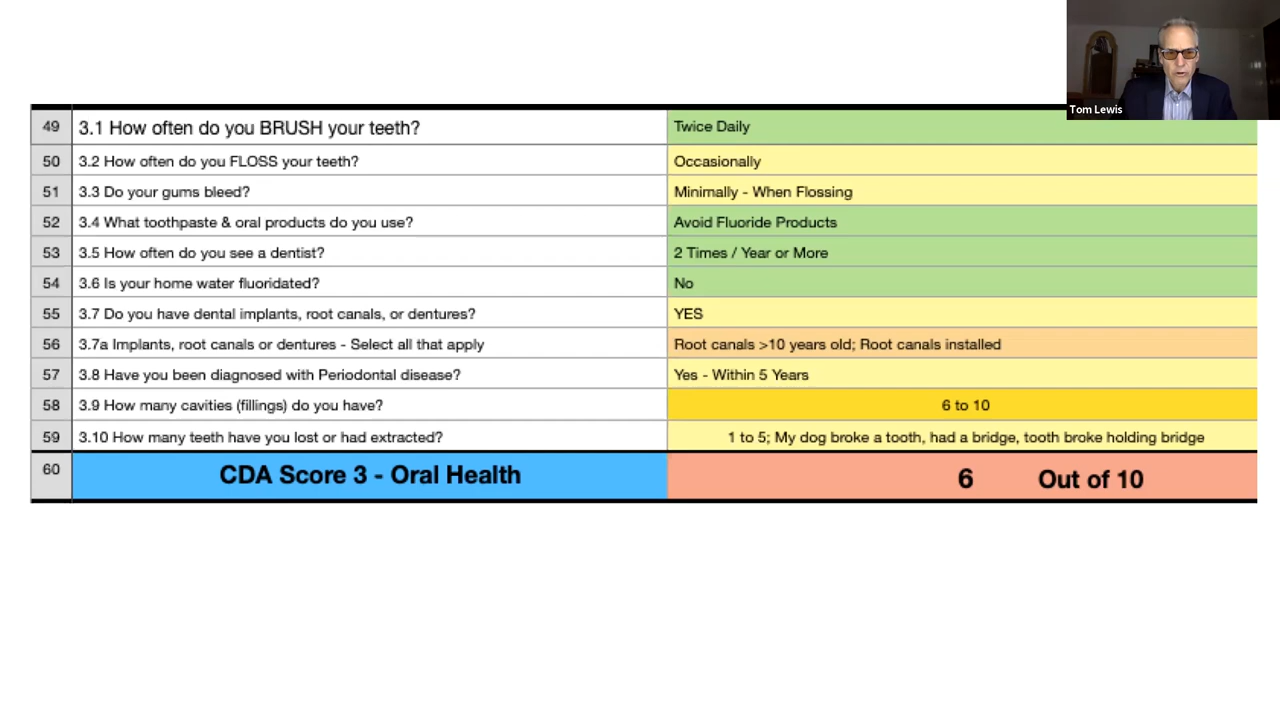 Tom Lewis
49 3.1 How often do you BRUSH your teeth? Twice Daily
50 3.2 How often do you FLOSS your teeth? Occasionally
51 3.3 Do your gums bleed? Minimally - When Flossing
52 3.4 What toothpaste & oral products do you use? Avoid Fluoride Products
53 3.5 How often do you see a dentist? 2 Times / Year or More
54 3.6 Is your home water fluoridated? No
55 3.7 Do you have dental implants, root canals, or dentures? YES
56 3.7a Implants, root canals or dentures - Select all that apply Root canals >10 years old; Root canals installed
57 3.8 Have you been diagnosed with Periodontal disease? Yes - Within 5 Years
58 3.9 How many cavities (fillings) do you have? 6 to 10
59 3.10 How many teeth have you lost or had extracted? 1 to 5; My dog broke a tooth, had a bridge, tooth broke holding bridge
60 CDA Score 3 - Oral Health 6 Out of 10